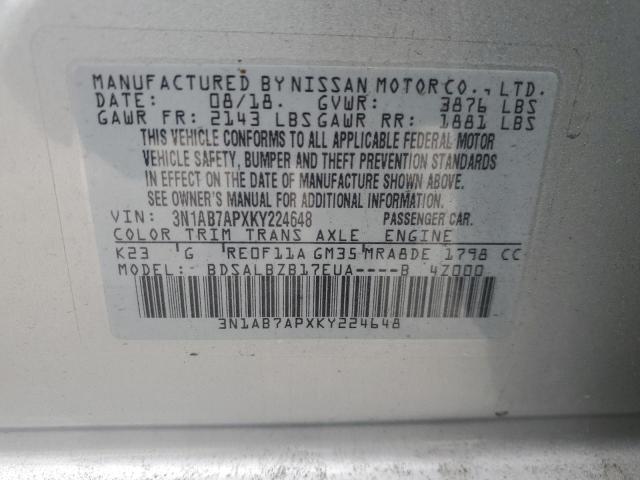 MANUFACTURED BY NISSAN MOTOR CO., LTD.
DATE: 08/18. GVWR: 3876 LBS
GAWR FR: 2143 LBS GAWR RR: 1881 LBS
THIS VEHICLE CONFORMS TO ALL APPLICABLE FEDERAL MOTOR
VEHICLE SAFETY, BUMPER AND THEFT PREVENTION STANDARDS
IN EFFECT ON THE DATE OF MANUFACTURE SHOWN ABOVE.
SEE OWNER'S MANUAL FOR ADDITIONAL INFORMATION.
VIN: 3N1AB7APXKY224648 PASSENGER CAR.
COLOR TRIM TRANS AXLE ENGINE
K23 G RE0F11A GM35 MRA8DE 1798 CC
MODEL: BDSALBZB17EUA----B 4Z000
3N1AB7APXKY224648